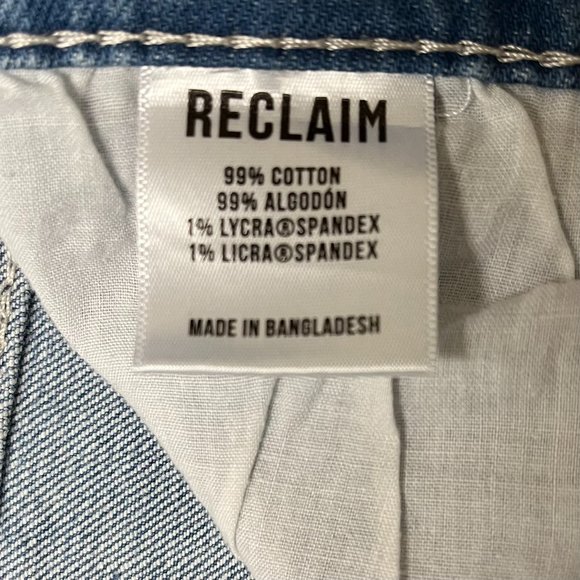 RECLAIM
99% COTTON
99% ALGODÓN
1% LYCRA®SPANDEX
1% LICRA®SPANDEX
MADE IN BANGLADESH